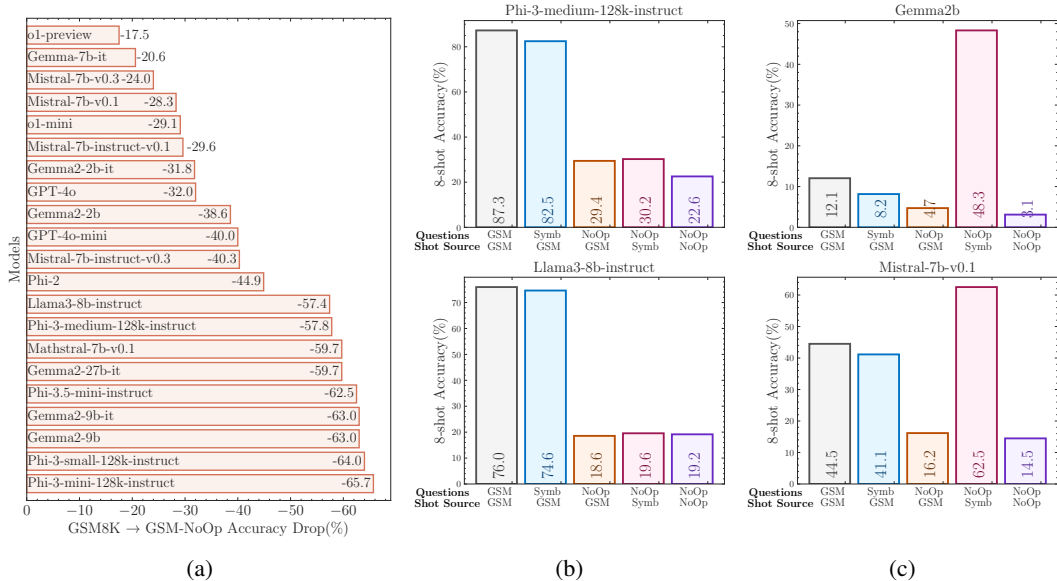 Models
o1-preview -17.5
Gemma-7b-it -20.6
Mistral-7b-v0.3 -24.0
Mistral-7b-v0.1 -28.3
o1-mini -29.1
Mistral-7b-instruct-v0.1 -29.6
Gemma2-2b-it -31.8
GPT-4o -32.0
Gemma2-2b -38.6
GPT-4o-mini -40.0
Mistral-7b-instruct-v0.3 -40.3
Phi-2 -44.9
Llama3-8b-instruct -57.4
Phi-3-medium-128k-instruct -57.8
Mathstral-7b-v0.1 -59.7
Gemma2-27b-it -59.7
Phi-3.5-mini-instruct -62.5
Gemma2-9b-it -63.0
Gemma2-9b -63.0
Phi-3-small-128k-instruct -64.0
Phi-3-mini-128k-instruct -65.7
0 −10 −20 −30 −40 −50 −60
GSM8K → GSM-NoOp Accuracy Drop(%)
(a)
Phi-3-medium-128k-instruct
8-shot Accuracy(%)
80
60
40
20
0
87.3 82.5 29.4 30.2 22.6
Questions GSM Symb NoOp NoOp NoOp
Shot Source GSM GSM GSM Symb NoOp
Llama3-8b-instruct
8-shot Accuracy(%)
70
60
50
40
30
20
10
0
76.0 74.6 18.6 19.6 19.2
Questions GSM Symb NoOp NoOp NoOp
Shot Source GSM GSM GSM Symb NoOp
(b)
Gemma2b
8-shot Accuracy(%)
50
40
30
20
10
0
12.1 8.2 4.7 48.3 3.1
Questions GSM Symb NoOp NoOp NoOp
Shot Source GSM GSM GSM Symb NoOp
Mistral-7b-v0.1
8-shot Accuracy(%)
60
50
40
30
20
10
0
44.5 41.1 16.2 62.5 14.5
Questions GSM Symb NoOp NoOp NoOp
Shot Source GSM GSM GSM Symb NoOp
(c)